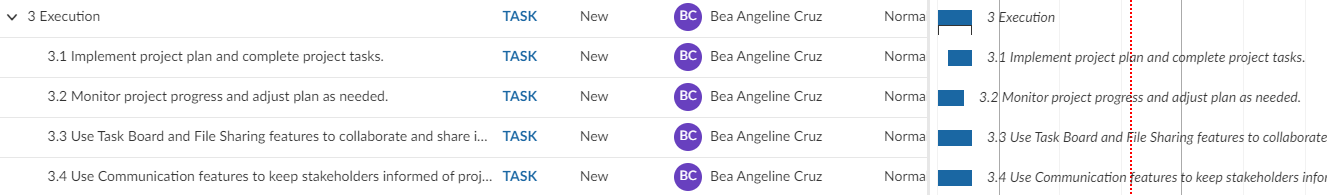 3 Execution TASK New BC Bea Angeline Cruz Norma 3 Execution
3.1 Implement project plan and complete project tasks. TASK New BC Bea Angeline Cruz Norma 3.1 Implement project plan and complete project tasks.
3.2 Monitor project progress and adjust plan as needed. TASK New BC Bea Angeline Cruz Norma 3.2 Monitor project progress and adjust plan as needed.
3.3 Use Task Board and File Sharing features to collaborate and share i... TASK New BC Bea Angeline Cruz Norma 3.3 Use Task Board and File Sharing features to collaborate
3.4 Use Communication features to keep stakeholders informed of proj... TASK New BC Bea Angeline Cruz Norma 3.4 Use Communication features to keep stakeholders infor